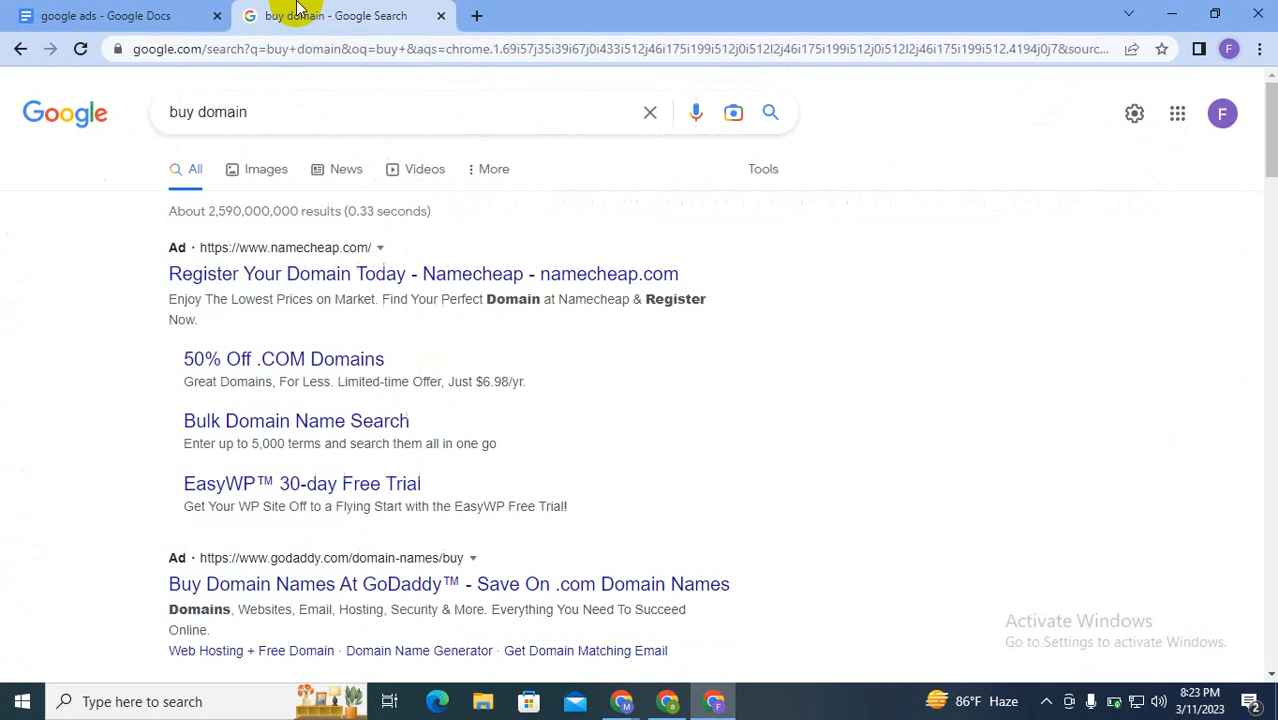 google ads - Google Docs
buy domain - Google Search
google.com/search?q=buy+domain&oq=buy+&aqs=chrome.1.69i57j35i39i67j0i433i512j46i175i199i512j0i512l2j46i175i199i512j0i512l2j46i175i199i512.4194j0j7&sourc...
F
Google
buy domain
F
All
Images
News
Videos
More
Tools
About 2,590,000,000 results (0.33 seconds)
Ad · https://www.namecheap.com/
Register Your Domain Today - Namecheap - namecheap.com
Enjoy The Lowest Prices on Market. Find Your Perfect Domain at Namecheap & Register
Now.
50% Off .COM Domains
Great Domains, For Less. Limited-time Offer, Just $6.98/yr.
Bulk Domain Name Search
Enter up to 5,000 terms and search them all in one go
EasyWP™ 30-day Free Trial
Get Your WP Site Off to a Flying Start with the EasyWP Free Trial!
Ad · https://www.godaddy.com/domain-names/buy
Buy Domain Names At GoDaddy™ - Save On .com Domain Names
Domains, Websites, Email, Hosting, Security & More. Everything You Need To Succeed
Online.
Web Hosting + Free Domain · Domain Name Generator · Get Domain Matching Email
Activate Windows
Go to Settings to activate Windows.
Type here to search
M
a
F
86°F Haze
8:23 PM
3/11/2023
2